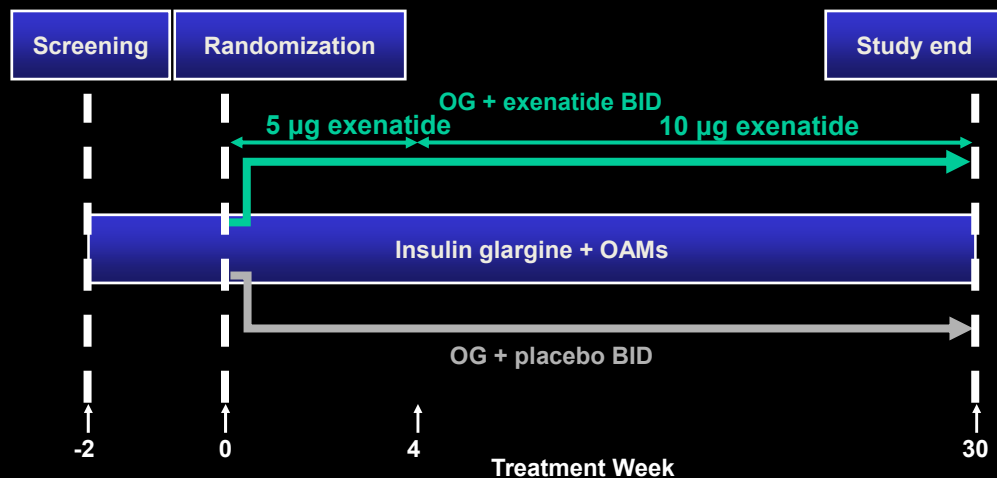 Screening
Randomization
Study end
OG + exenatide BID
5 µg exenatide
10 µg exenatide
Insulin glargine + OAMs
OG + placebo BID
-2
0
4
30
Treatment Week